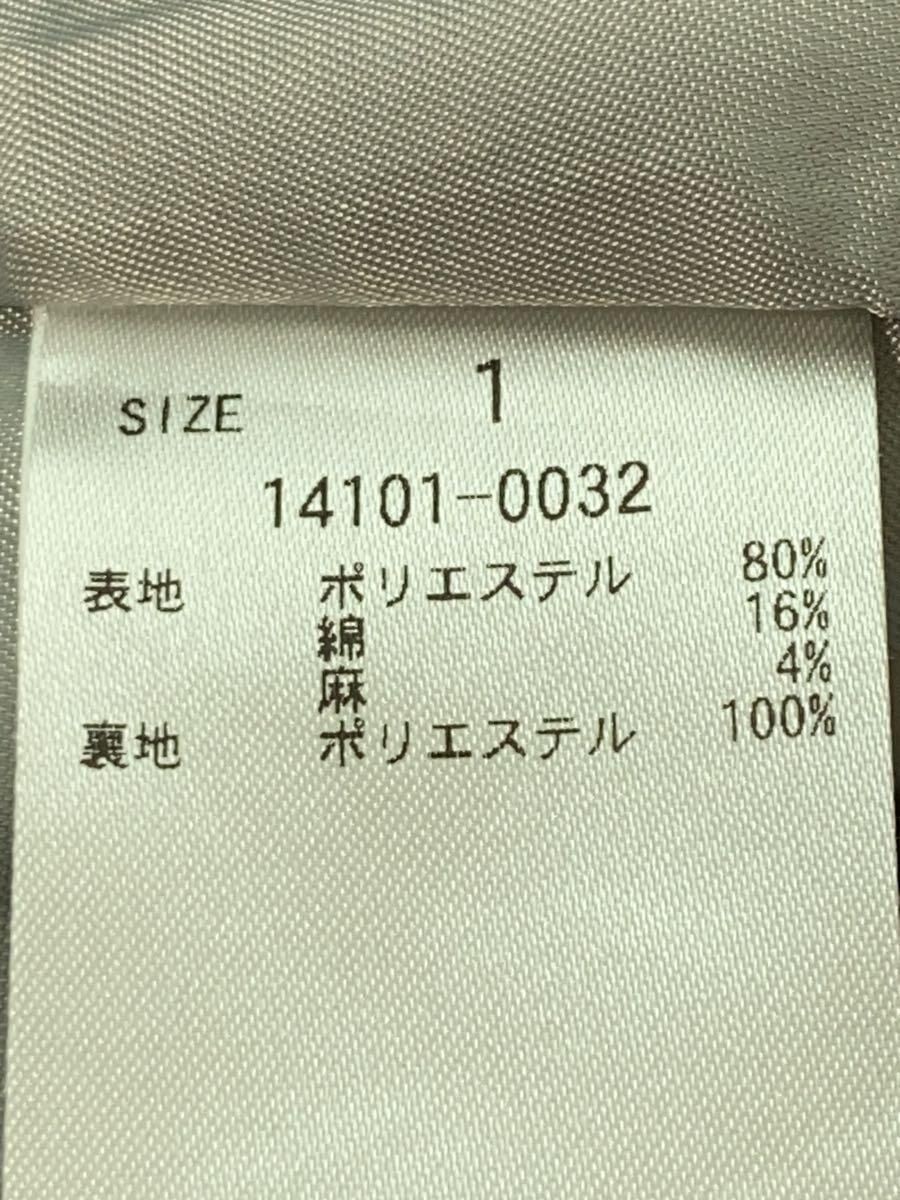 SIZE 1
14101-0032
表地 ポリエステル 80%
綿 16%
麻 4%
裏地 ポリエステル 100%